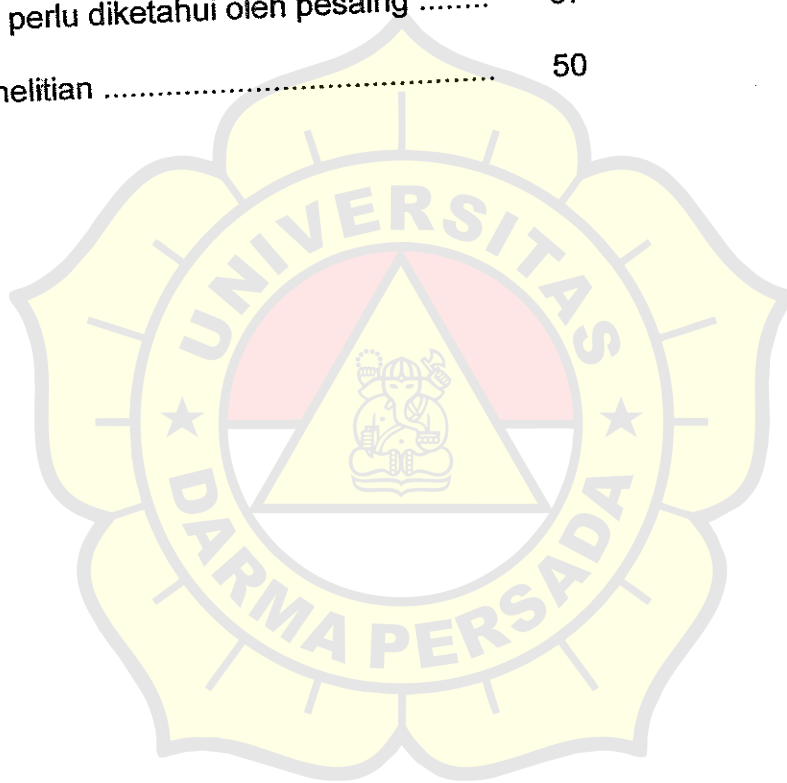 perlu diketahui oleh pesaing ........
nelitian ............................................ 50
UNIVERSITAS
DARMA PERSADA